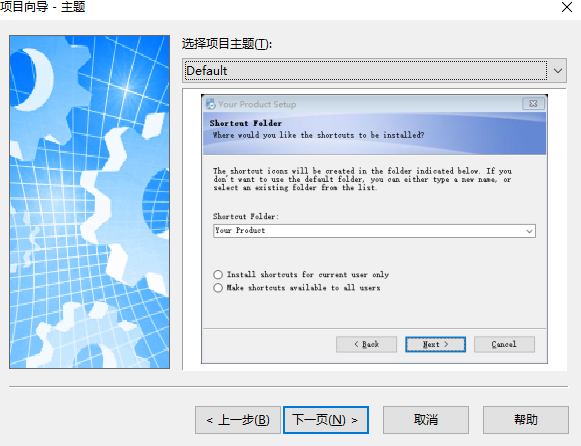 项目向导 - 主题
选择项目主题(T):
Default
Your Product Setup
Shortcut Folder
Where would you like the shortcuts to be installed?
The shortcut icons will be created in the folder indicated below. If you
don't want to use the default folder, you can either type a new name, or
select an existing folder from the list.
Shortcut Folder:
Your Product
Install shortcuts for current user only
Make shortcuts available to all users
< Back
Next >
Cancel
< 上一步(B)
下一页(N) >
取消
帮助